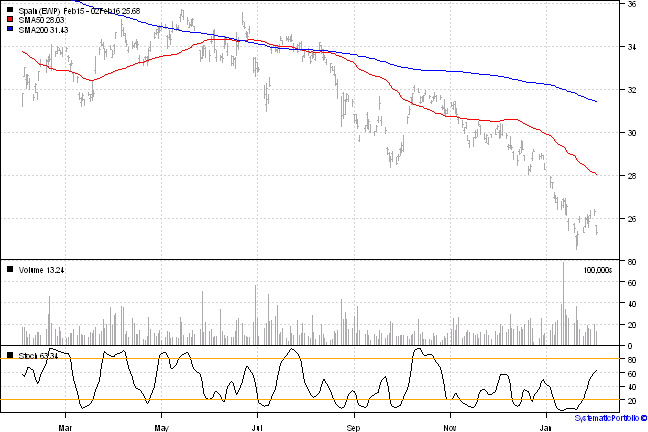 Spain (EWP) Feb15 - 02Feb16 25.68
SMA50 28.03
SMA200 31.43
36
34
32
30
28
26
Volume 13.24
100,000s
80
60
40
20
0
Stoch 63.34
80
60
40
20
Mar May Jul Sep Nov Jan
SystematicPortfolio ©